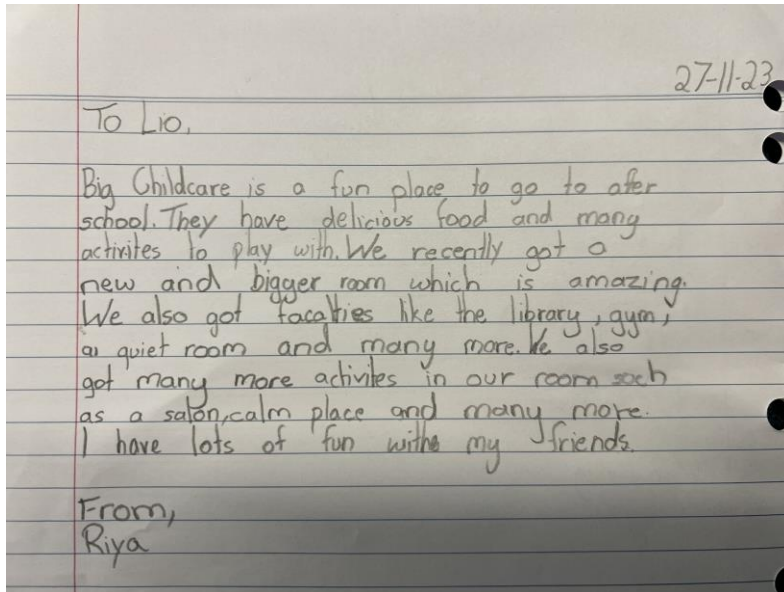 27-11-23
To Lio,
Big Childcare is a fun place to go to afer
school. They have delicious food and many
activites to play with. We recently got a
new and bigger room which is amazing.
We also got facalties like the library, gym,
a quiet room and many more. We also
got many more activites in our room such
as a salon, calm place and many more.
I have lots of fun withe my friends.
From,
Riya